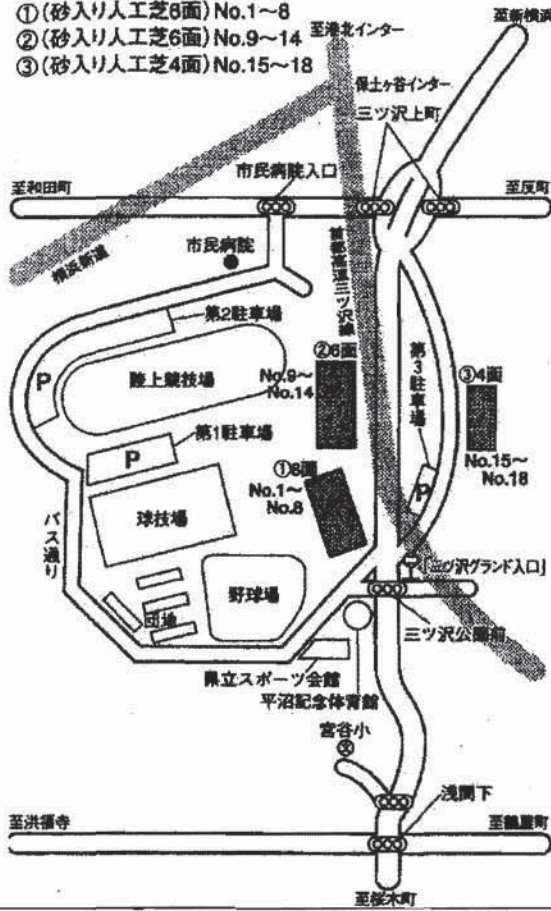 ①(砂入り人工芝8面)No.1～8
②(砂入り人工芝6面)No.9～14
③(砂入り人工芝4面)No.15～18
至港北インター
至新横浜
保土ヶ谷インター
三ツ沢上町
市民病院入口
至和田町
至反町
横浜新道
市民病院
首都高速三ツ沢線
第2駐車場
P
陸上競技場
②6面
No.9～
No.14
第3駐車場
③4面
No.15～
No.18
第1駐車場
P
①8面
No.1～
No.8
P
球技場
バス通り
「三ツ沢グランド入口」
野球場
団地
三ツ沢公園前
県立スポーツ会館
平沼記念体育館
宮谷小
文
浅間下
至洪福寺
至鶴屋町
至桜木町